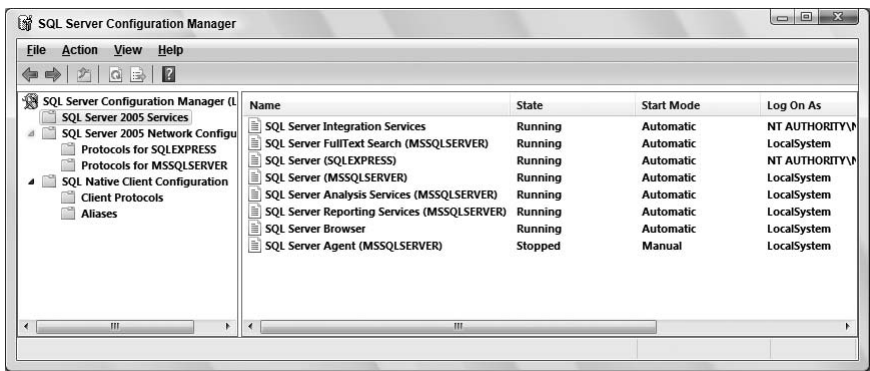 SQL Server Configuration Manager
File Action View Help
SQL Server Configuration Manager (L
SQL Server 2005 Services
SQL Server 2005 Network Configu
Protocols for SQLEXPRESS
Protocols for MSSQLSERVER
SQL Native Client Configuration
Client Protocols
Aliases
Name State Start Mode Log On As
SQL Server Integration Services Running Automatic NT AUTHORITY\N
SQL Server FullText Search (MSSQLSERVER) Running Automatic LocalSystem
SQL Server (SQLEXPRESS) Running Automatic NT AUTHORITY\N
SQL Server (MSSQLSERVER) Running Automatic LocalSystem
SQL Server Analysis Services (MSSQLSERVER) Running Automatic LocalSystem
SQL Server Reporting Services (MSSQLSERVER) Running Automatic LocalSystem
SQL Server Browser Running Automatic LocalSystem
SQL Server Agent (MSSQLSERVER) Stopped Manual LocalSystem